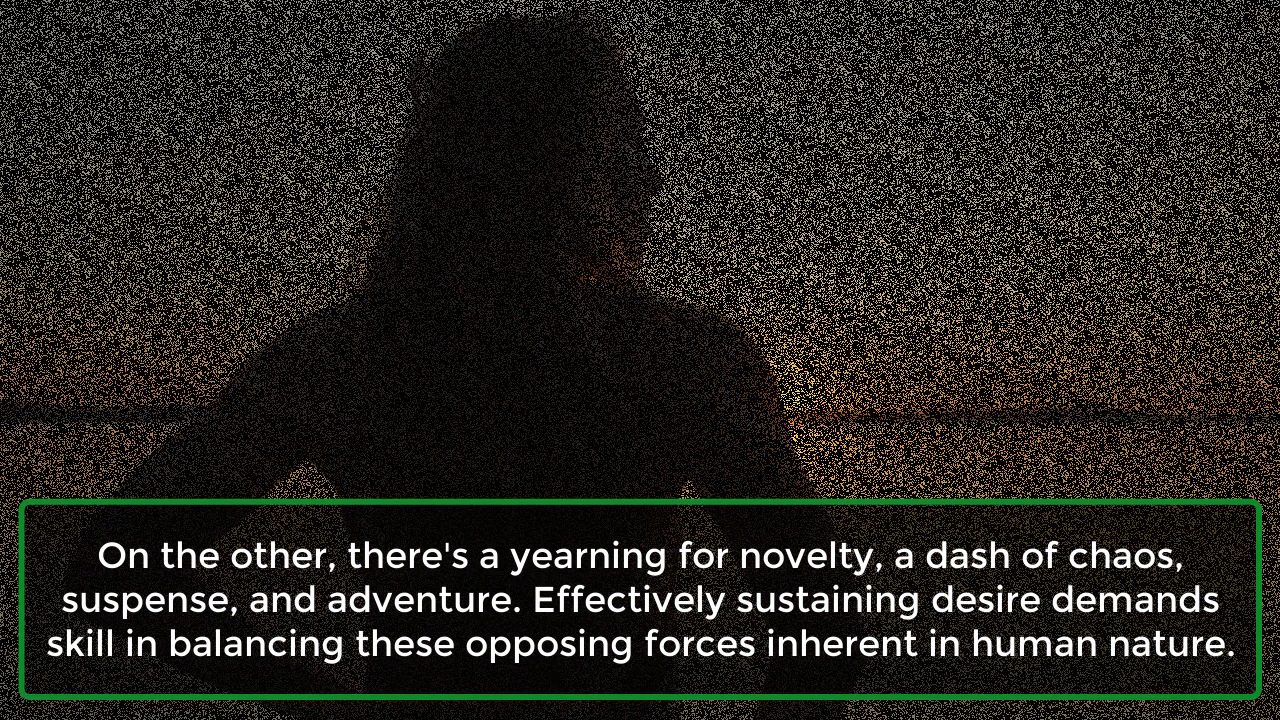 On the other, there's a yearning for novelty, a dash of chaos,
suspense, and adventure. Effectively sustaining desire demands
skill in balancing these opposing forces inherent in human nature.